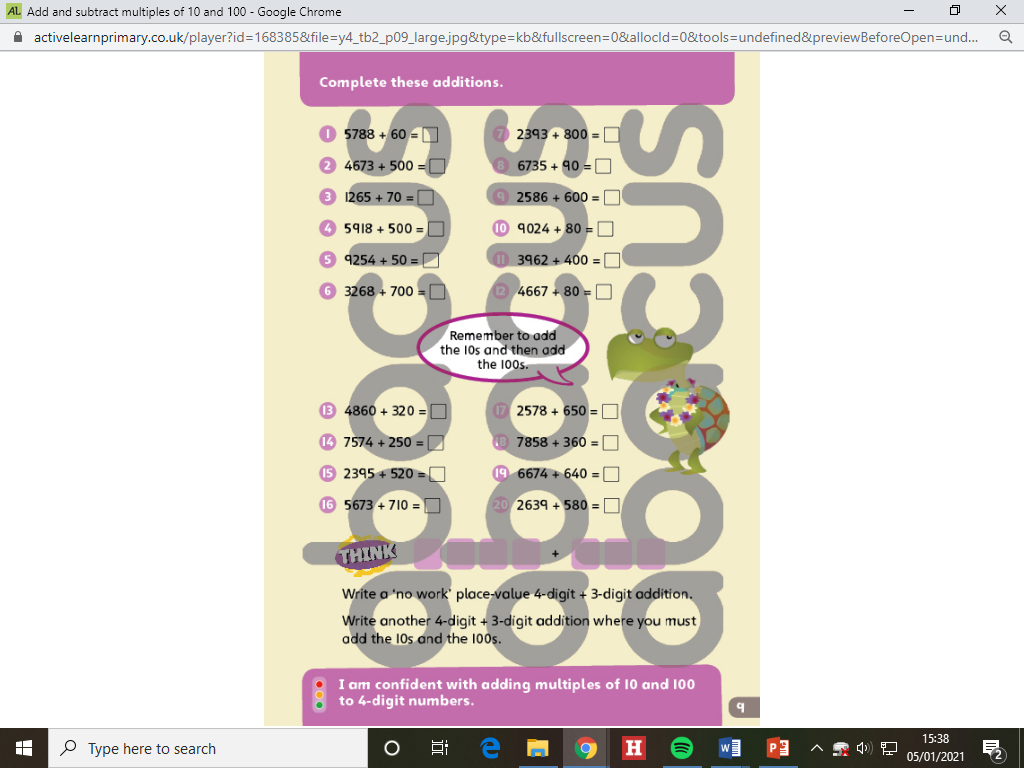 Add and subtract multiples of 10 and 100 - Google Chrome
activelearnprimary.co.uk/player?id=168385&file=y4_tb2_p09_large.jpg&type=kb&fullscreen=0&allocId=0&tools=undefined&previewBeforeOpen=und...
Complete these additions.
1 5788 + 60 =
2 4673 + 500 =
3 1265 + 70 =
4 5918 + 500 =
5 9254 + 50 =
6 3268 + 700 =
7 2393 + 800 =
8 6735 + 90 =
9 2586 + 600 =
10 9024 + 80 =
11 3962 + 400 =
12 4667 + 80 =
Remember to add
the 10s and then add
the 100s.
13 4860 + 320 =
14 7574 + 250 =
15 2395 + 520 =
16 5673 + 710 =
17 2578 + 650 =
18 7858 + 360 =
19 6674 + 640 =
20 2639 + 580 =
THINK
+
Write a 'no work' place-value 4-digit + 3-digit addition.
Write another 4-digit + 3-digit addition where you must
add the 10s and the 100s.
I am confident with adding multiples of 10 and 100
to 4-digit numbers.
9
abacus abacus abacus
Type here to search
15:38
05/01/2021
2